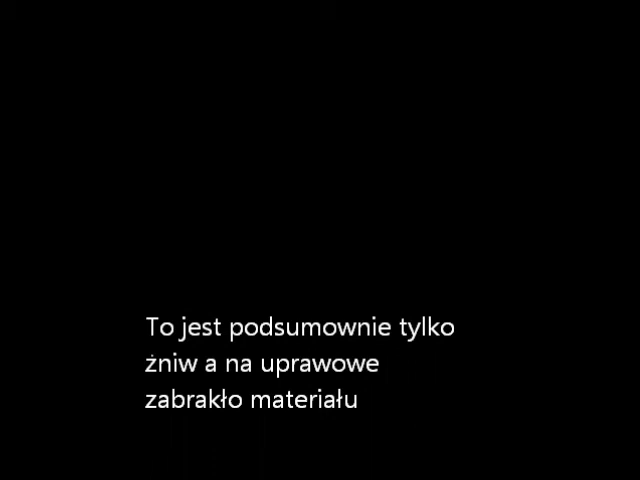 To jest podsumownie tylko
żniw a na uprawowe
zabrakło materiału